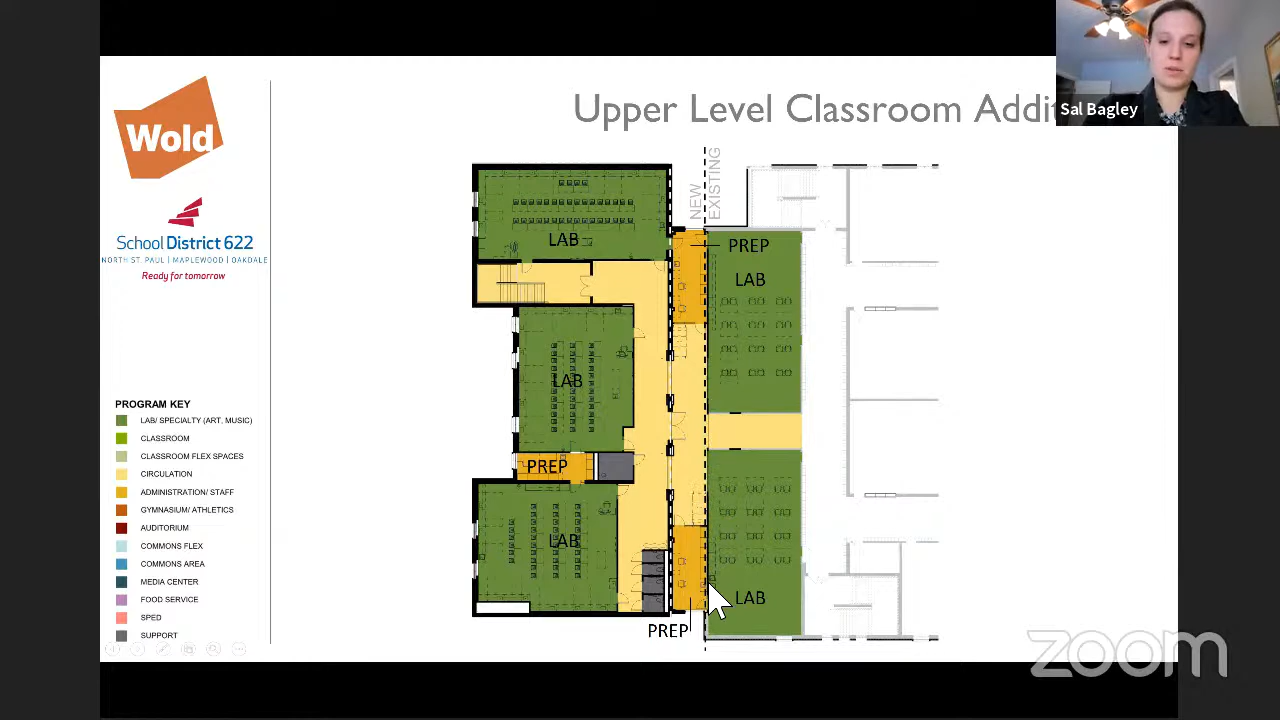 Sal Bagley
Upper Level Classroom Addi
Wold
School District 622
NORTH ST. PAUL | MAPLEWOOD | OAKDALE
Ready for tomorrow
NEW
EXISTING
LAB
PREP
LAB
LAB
PREP
LAB
LAB
PREP
PROGRAM KEY
LAB/ SPECIALTY (ART, MUSIC)
CLASSROOM
CLASSROOM FLEX SPACES
CIRCULATION
ADMINISTRATION/ STAFF
GYMNASIUM/ ATHLETICS
AUDITORIUM
COMMONS FLEX
COMMONS AREA
MEDIA CENTER
FOOD SERVICE
SPED
SUPPORT
zoom